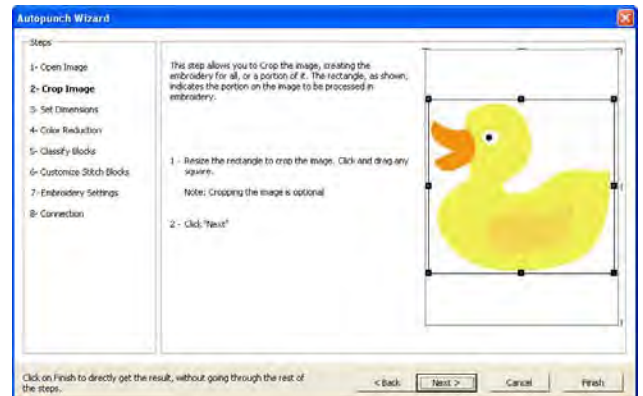 Autopunch Wizard
Steps
1- Open Image
2- Crop Image
3- Set Dimensions
4- Color Reduction
5- Classify Blocks
6- Customize Stitch Blocks
7- Embroidery Settings
8- Connection
This step allows you to Crop the image, creating the
embroidery for all, or a portion of it. The rectangle, as shown,
indicates the portion on the image to be processed in
embroidery.
1 - Resize the rectangle to crop the image. Click and drag any
square.
Note: Cropping the image is optional
2 - Click "Next"
Click on Finish to directly get the result, without going through the rest of
the steps.
< Back
Next >
Cancel
Finish